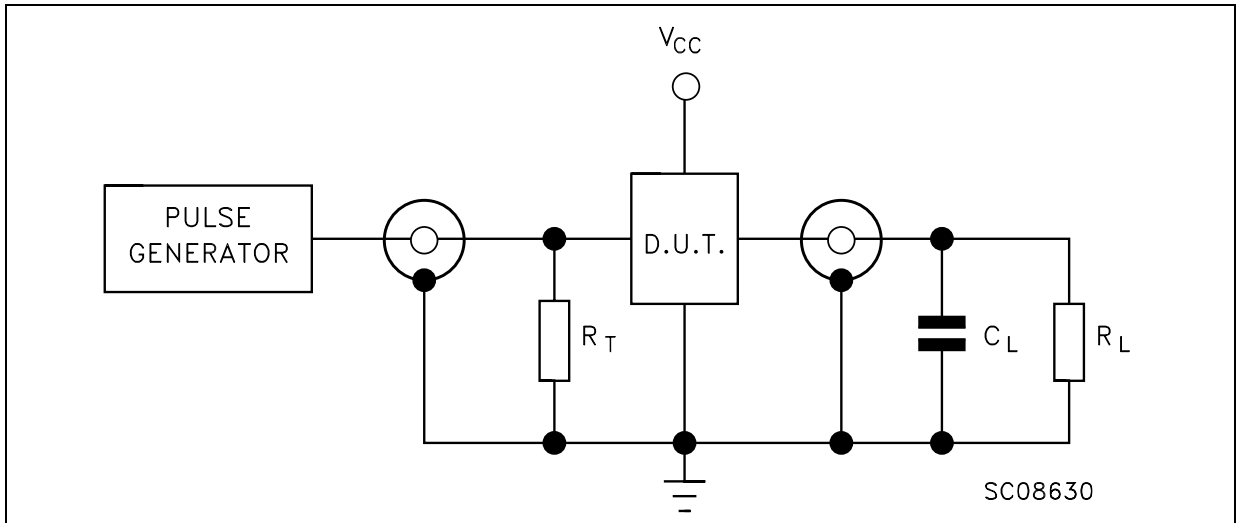 VCC
PULSE
GENERATOR
D.U.T.
RT
CL
RL
SC08630